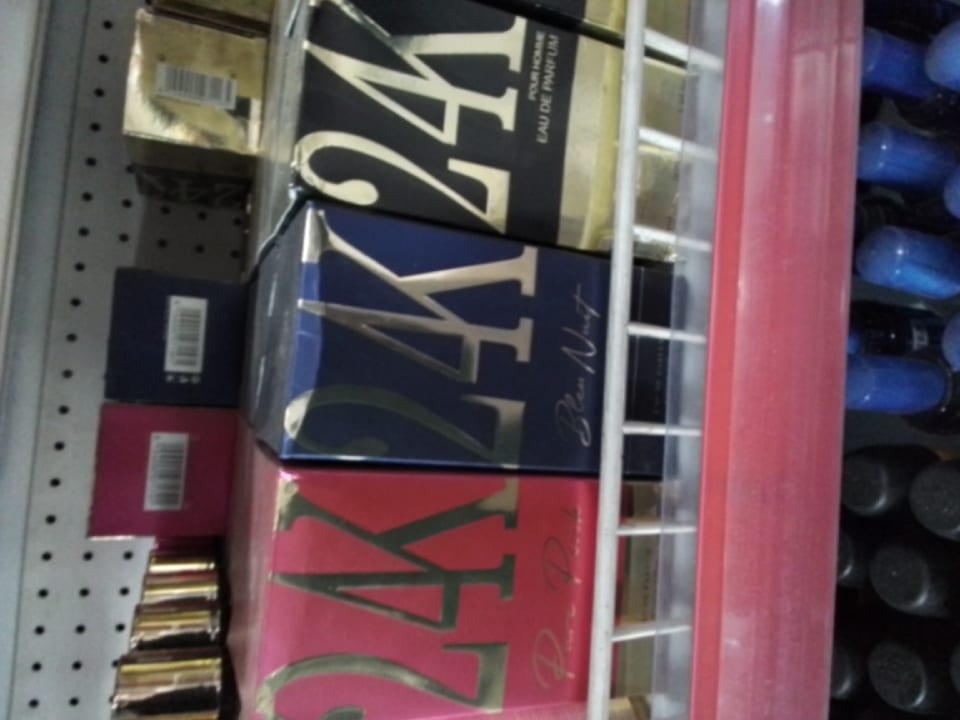 24K
POUR HOMME
EAU DE PARFUM
24K
Bleu Nuit
24K